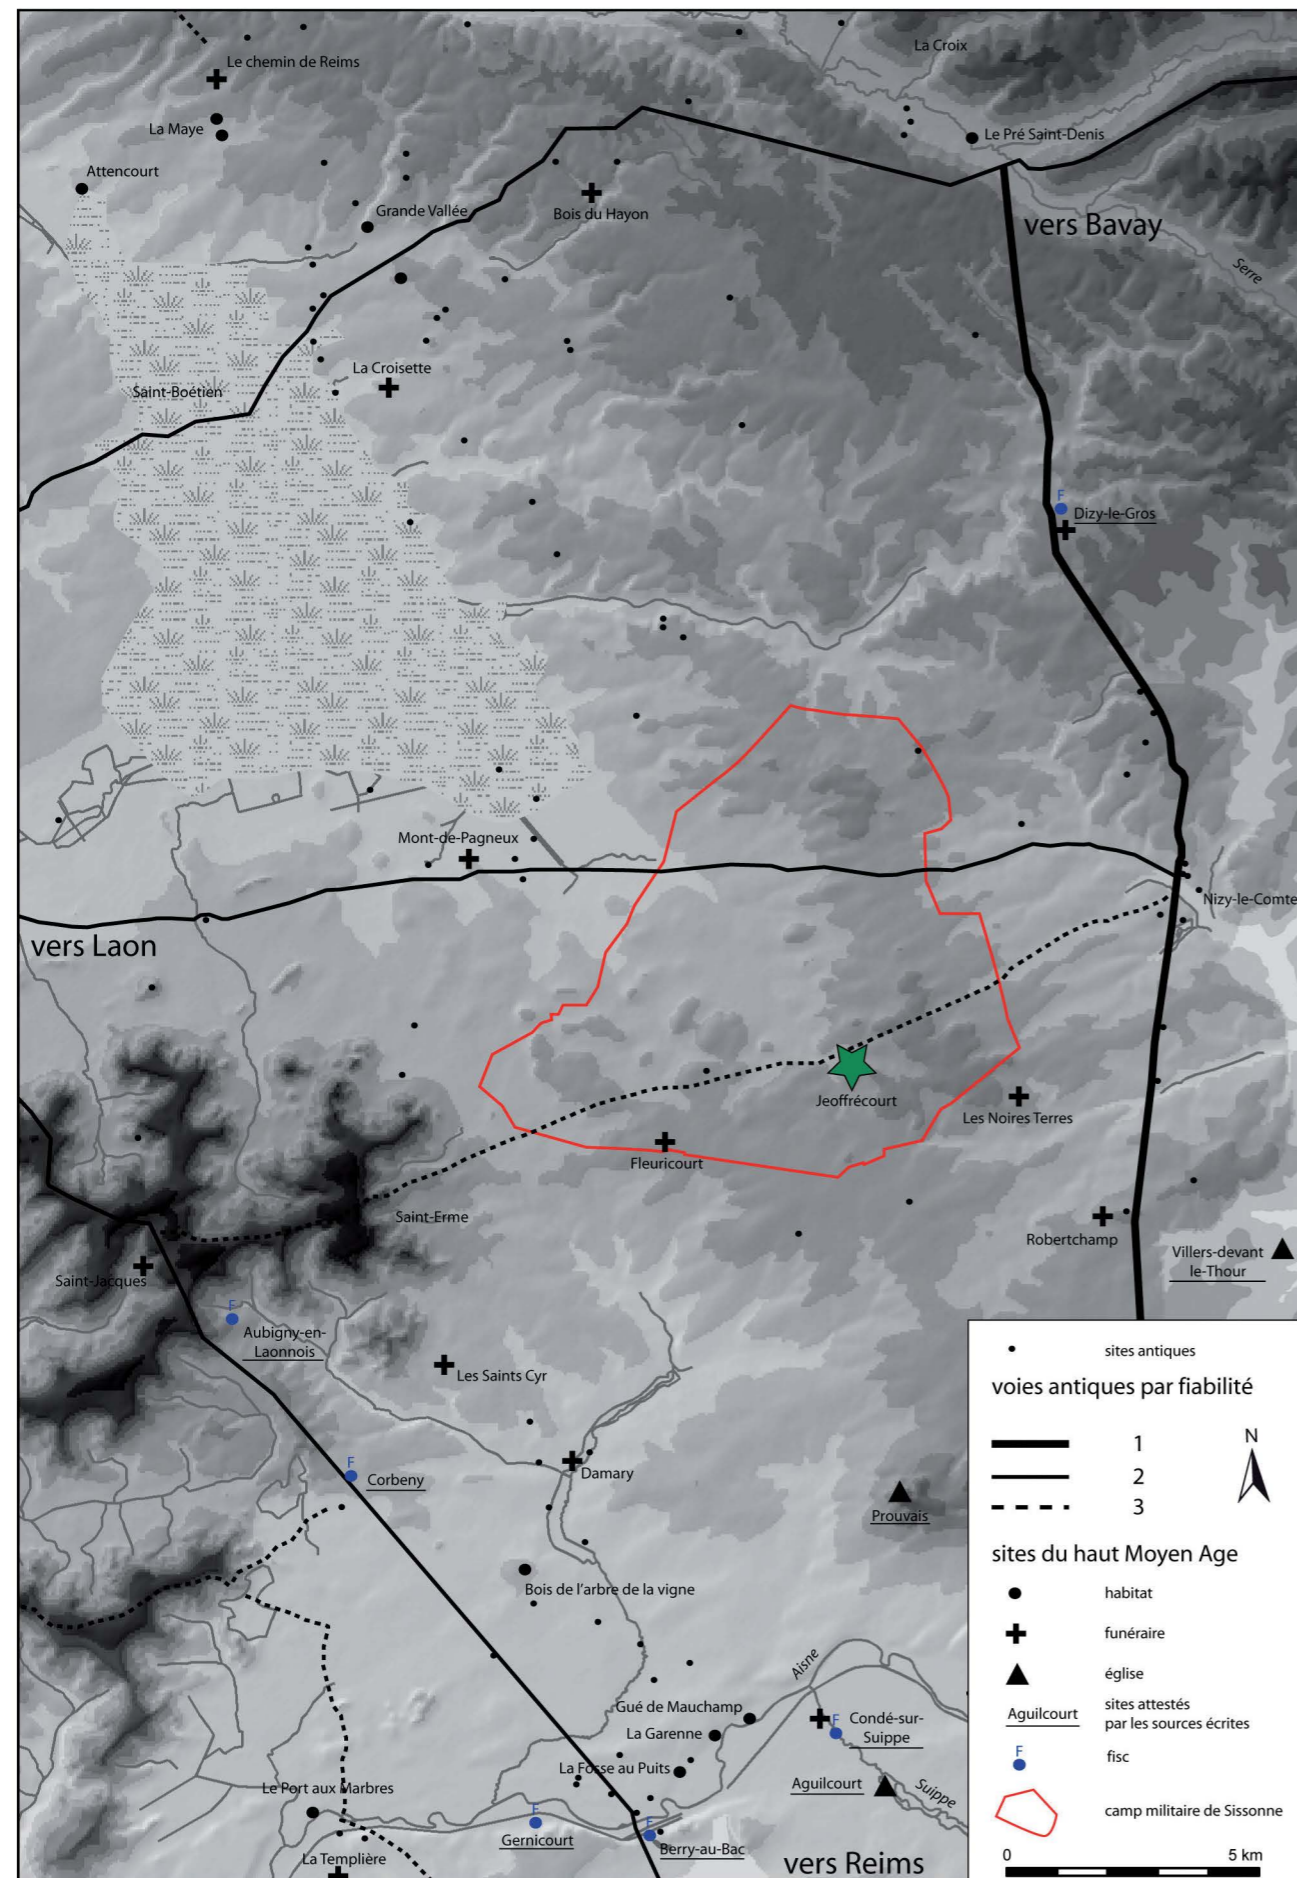 La Croix
Le chemin de Reims
La Maye
Le Pré Saint-Denis
Attencourt
Grande Vallée
Bois du Hayon
vers Bavay
Serre
La Croisette
Saint-Boétien
F
Dizy-le-Gros
Mont-de-Pagneux
Nizy-le-Comte
vers Laon
Jeoffrécourt
Les Noires Terres
Fleuricourt
Saint-Erme
Robertchamp
Villers-devant
le-Thour
Saint-Jacques
F
Aubigny-en-
Laonnois
Les Saints Cyr
F
Corbeny
Damary
Prouvais
Bois de l'arbre de la vigne
Aisne
Gué de Mauchamp
La Garenne
F
Condé-sur-
Suippe
La Fosse au Puits
Aguilcourt
Suippe
Le Port aux Marbres
F
Gernicourt
F
Berry-au-Bac
La Templière
vers Reims
sites antiques
voies antiques par fiabilité
1
2
3
N
sites du haut Moyen Age
habitat
funéraire
église
Aguilcourt
sites attestés
par les sources écrites
F
fisc
camp militaire de Sissonne
0 5 km